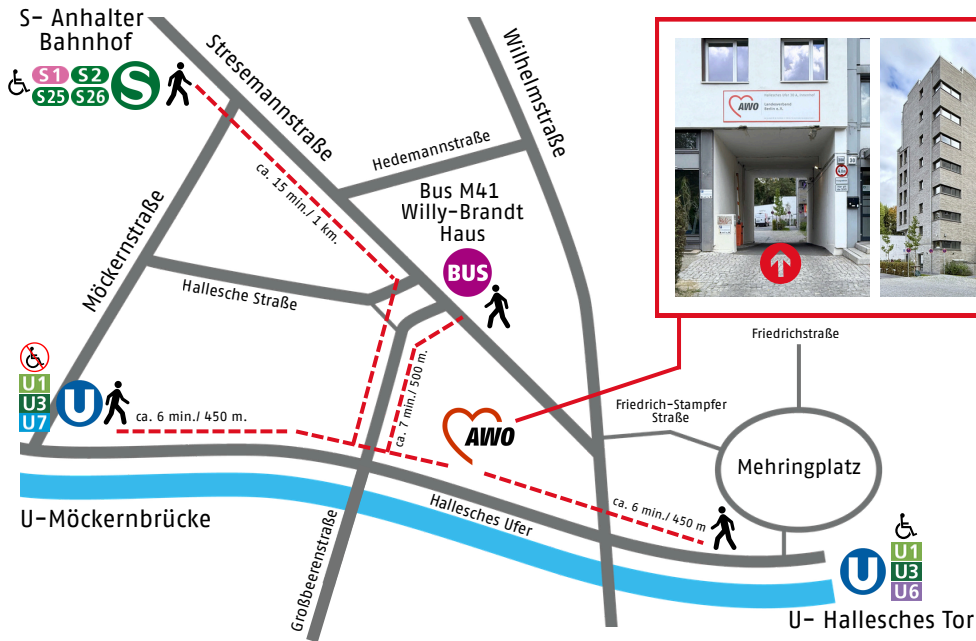 S- Anhalter
Bahnhof
S1 S2
S25 S26
S
Stresemannstraße
Wilhelmstraße
Hedemannstraße
Möckernstraße
ca. 15 min./ 1 km.
Bus M41
Willy-Brandt
Haus
BUS
Hallesche Straße
AWO
Landesverband
Berlin e.V.
Friedrichstraße
U1
U3
U7
U
ca. 6 min./ 450 m.
ca. 7 min./ 500 m.
AWO
Friedrich-Stampfer
Straße
Mehringplatz
U-Möckernbrücke
Hallesches Ufer
ca. 6 min./ 450 m
Großbeerenstraße
U
U1
U3
U6
U- Hallesches Tor